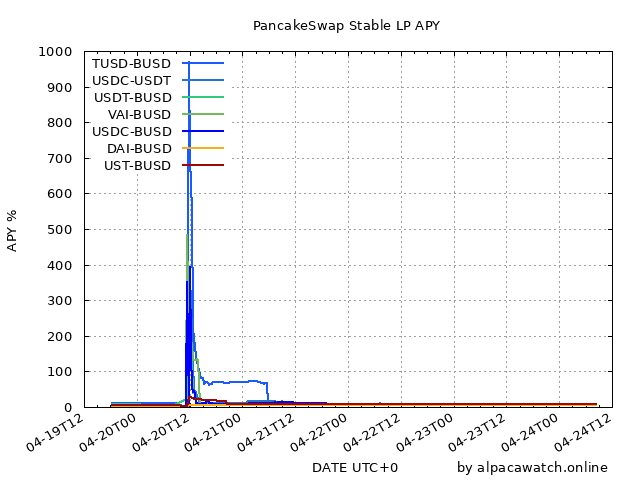 PancakeSwap Stable LP APY
1000
900
800
700
600
500
400
300
200
100
0
APY %
TUSD-BUSD
USDC-USDT
USDT-BUSD
VAI-BUSD
USDC-BUSD
DAI-BUSD
UST-BUSD
04-19T12
04-20T00
04-20T12
04-21T00
04-21T12
04-22T00
04-22T12
04-23T00
04-23T12
04-24T00
04-24T12
DATE UTC+0
by alpacawatch.online